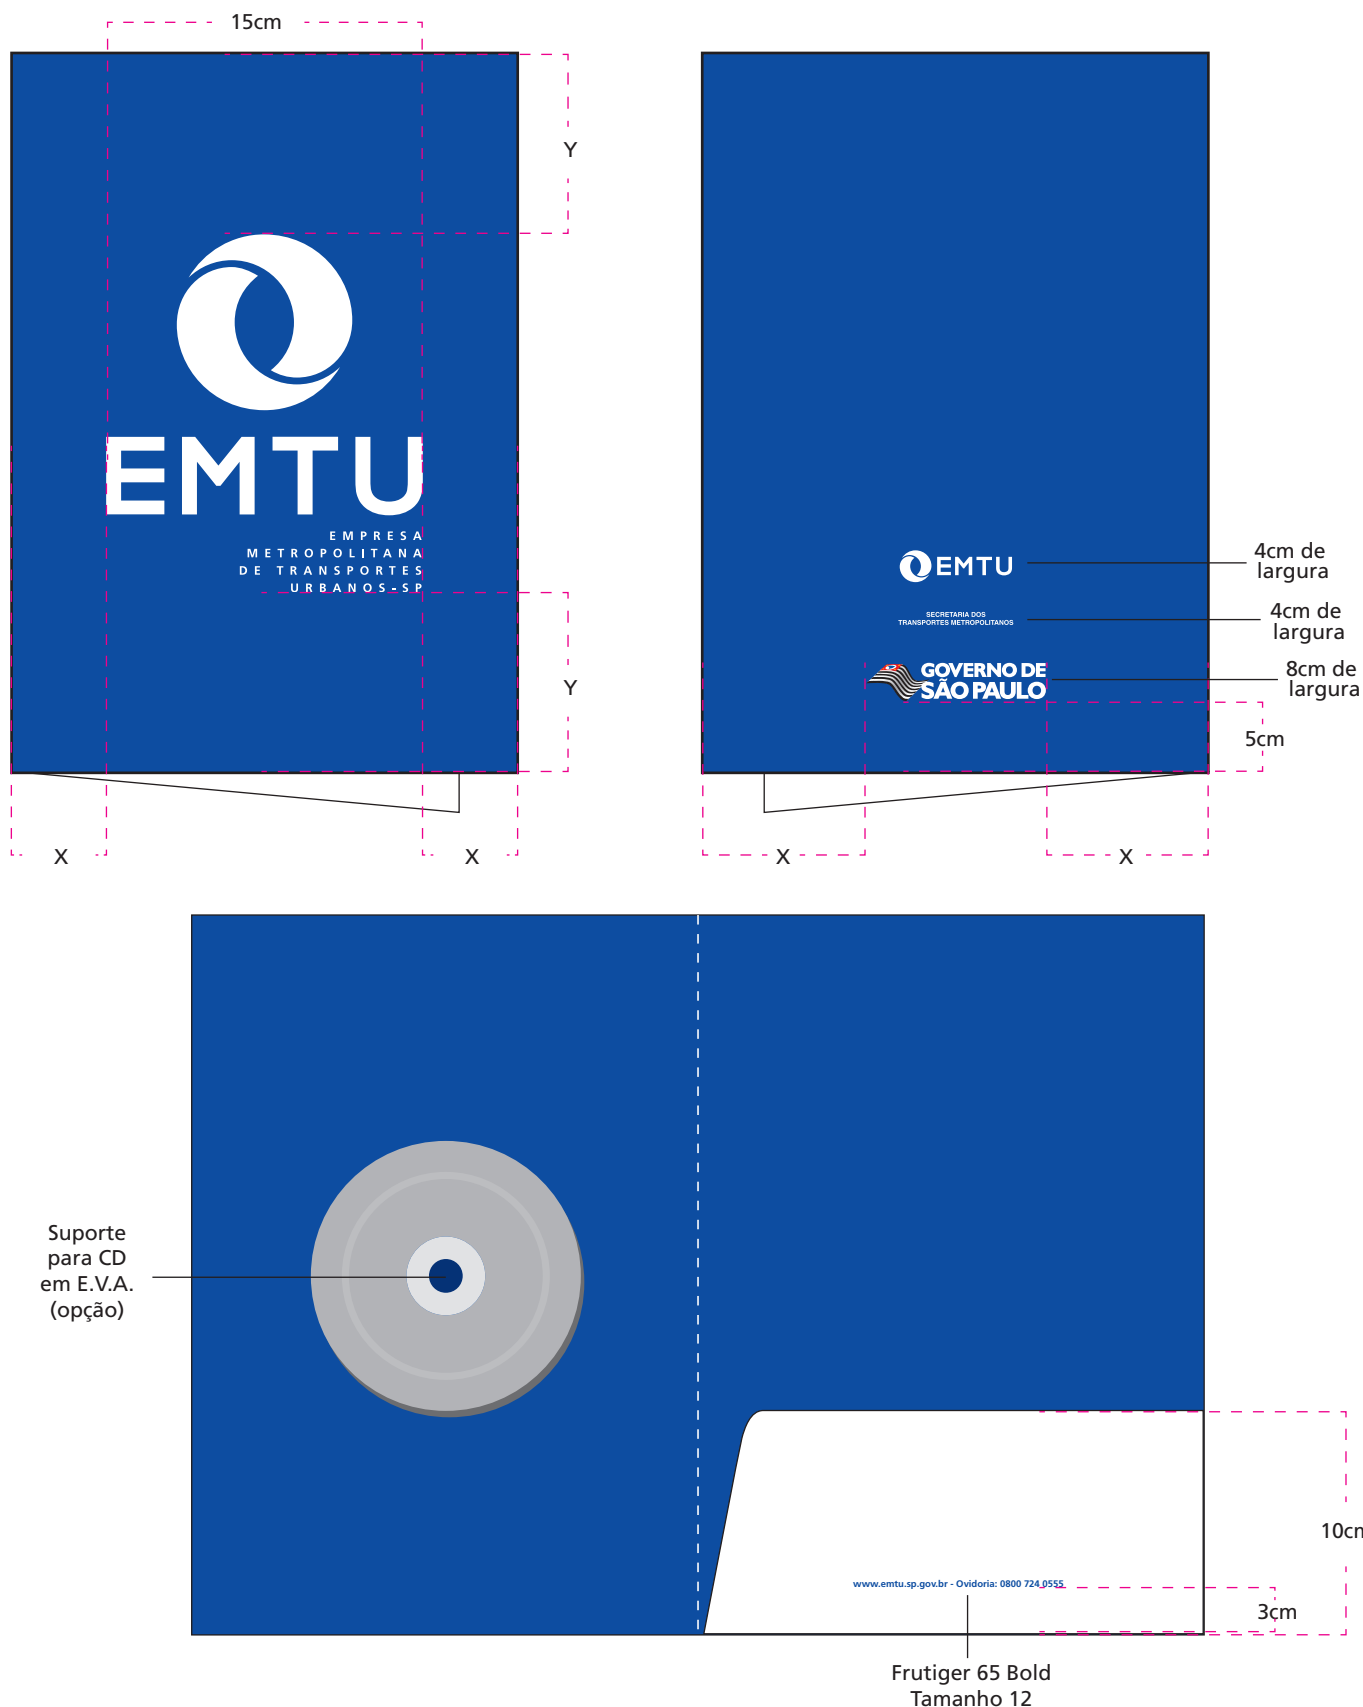 15cm
Y
EMTU
EMPRESA
METROPOLITANA
DE TRANSPORTES
URBANOS-SP
Y
X
X
EMTU
4cm de
largura
SECRETARIA DOS
TRANSPORTES METROPOLITANOS
4cm de
largura
GOVERNO DE
SÃO PAULO
8cm de
largura
5cm
X
X
Suporte
para CD
em E.V.A.
(opção)
10cm
www.emtu.sp.gov.br - Ovidoria: 0800 724 0555
3cm
Frutiger 65 Bold
Tamanho 12